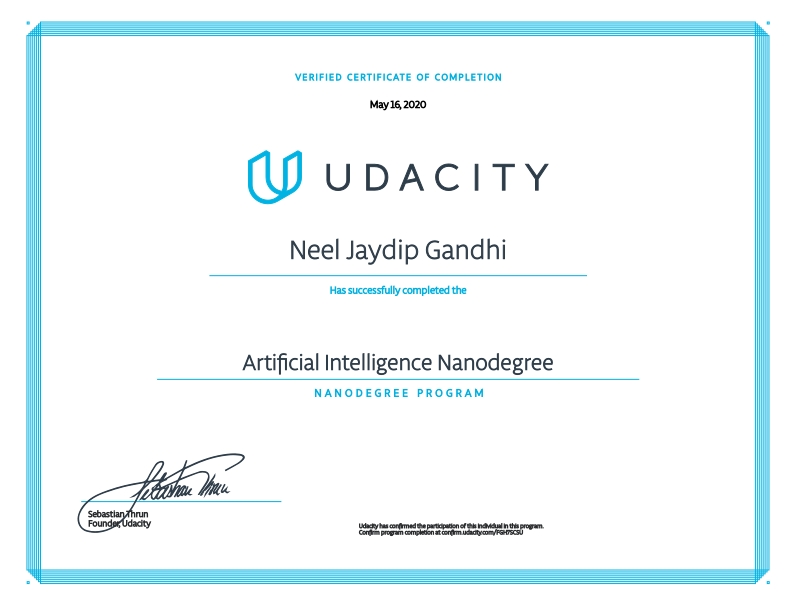 VERIFIED CERTIFICATE OF COMPLETION
May 16, 2020
UDACITY
Neel Jaydip Gandhi
Has successfully completed the
Artificial Intelligence Nanodegree
NANODEGREE PROGRAM
Sebastian Thrun
Sebastian Thrun
Founder, Udacity
Udacity has confirmed the participation of this individual in this program.
Confirm program completion at confirm.udacity.com/FGH7SCSU